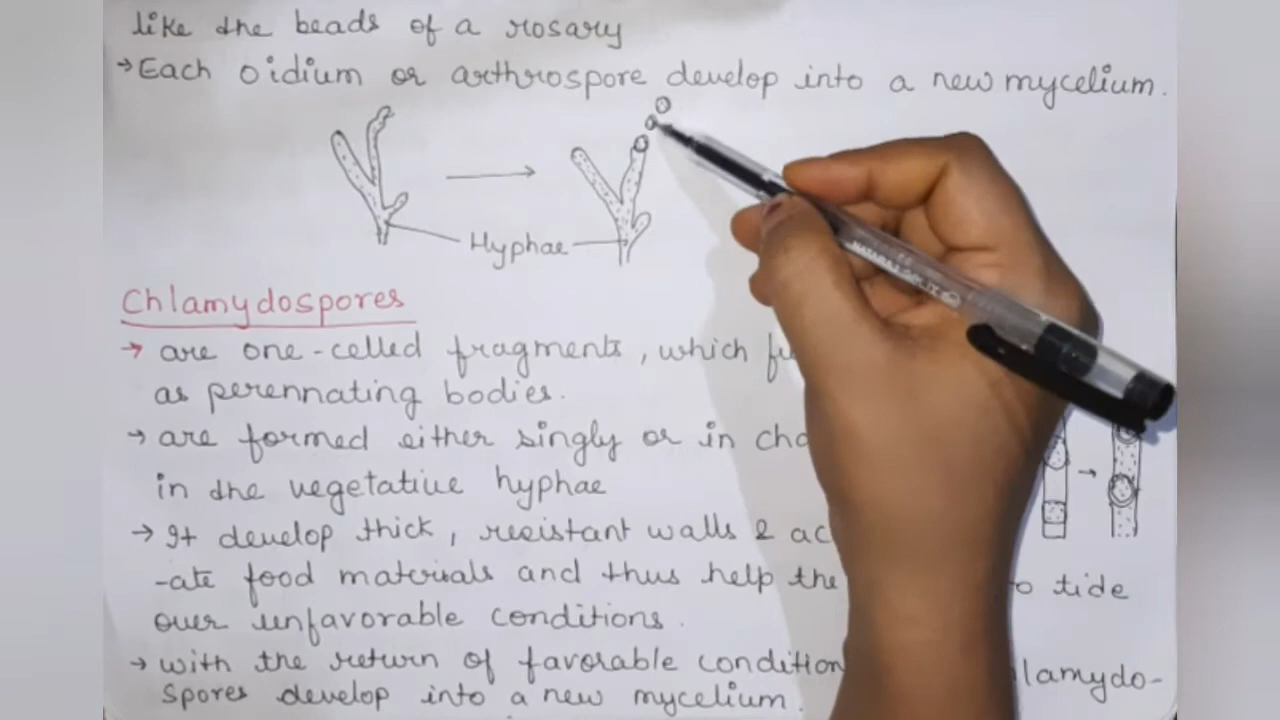 like the beads of a rosary
→ Each oidium or arthrospore develop into a new mycelium.
Hyphae
Chlamydospores
→ are one-celled fragments, which
as perennating bodies.
→ are formed either singly or in
in the vegetative hyphae
→ It develop thick, resistant walls &
-ate food materials and thus help the to tide
over unfavorable conditions.
→ with the return of favorable condition lamydo-
spores develop into a new mycelium.